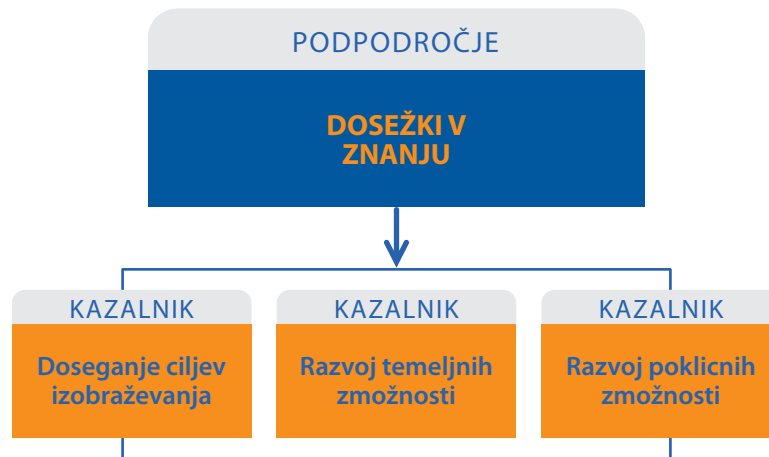 PODPODROČJE
DOSEŽKI V
ZNANJU
KAZALNIK
Doseganje ciljev
izobraževanja
KAZALNIK
Razvoj temeljnih
zmožnosti
KAZALNIK
Razvoj poklicnih
zmožnosti